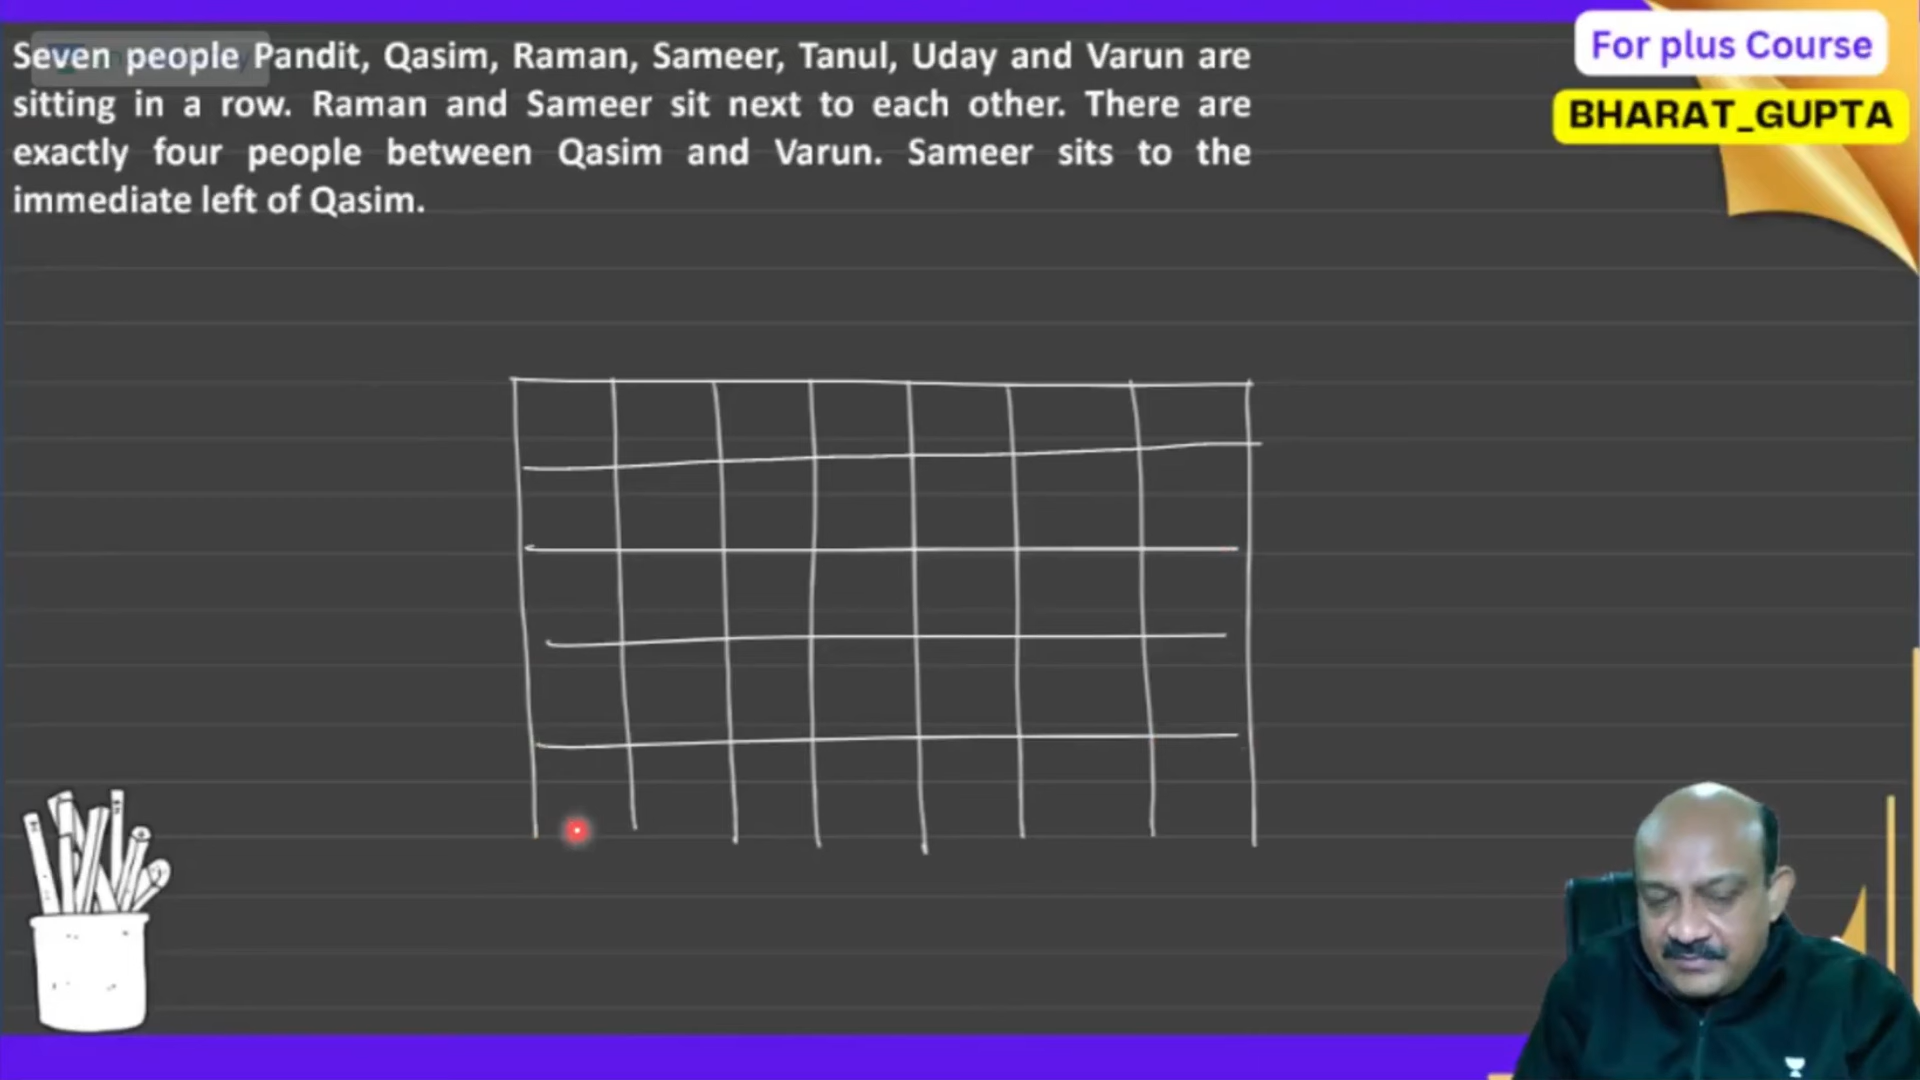 Seven people Pandit, Qasim, Raman, Sameer, Tanul, Uday and Varun are
sitting in a row. Raman and Sameer sit next to each other. There are
exactly four people between Qasim and Varun. Sameer sits to the
immediate left of Qasim.
For plus Course
BHARAT_GUPTA